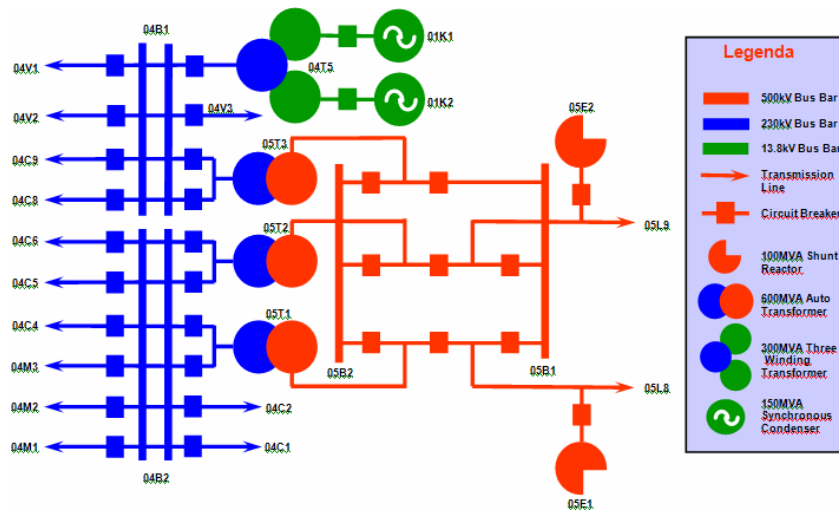 04B1
01K1
04V1
04T5
04V2
04V3
01K2
05E2
05T3
04C9
04C8
05T2
05L9
04C6
04C5
05T1
04C4
04M3
05B2
05B1
05L8
04M2
04C2
04M1
04C1
04B2
05E1
Legenda
500kV Bus Bar
230kV Bus Bar
13.8kV Bus Bar
Transmission
Line
Circuit Breaker
100MVA Shunt
Reactor
600MVA Auto
Transformer
300MVA Three
Winding
Transformer
150MVA
Synchronous
Condenser